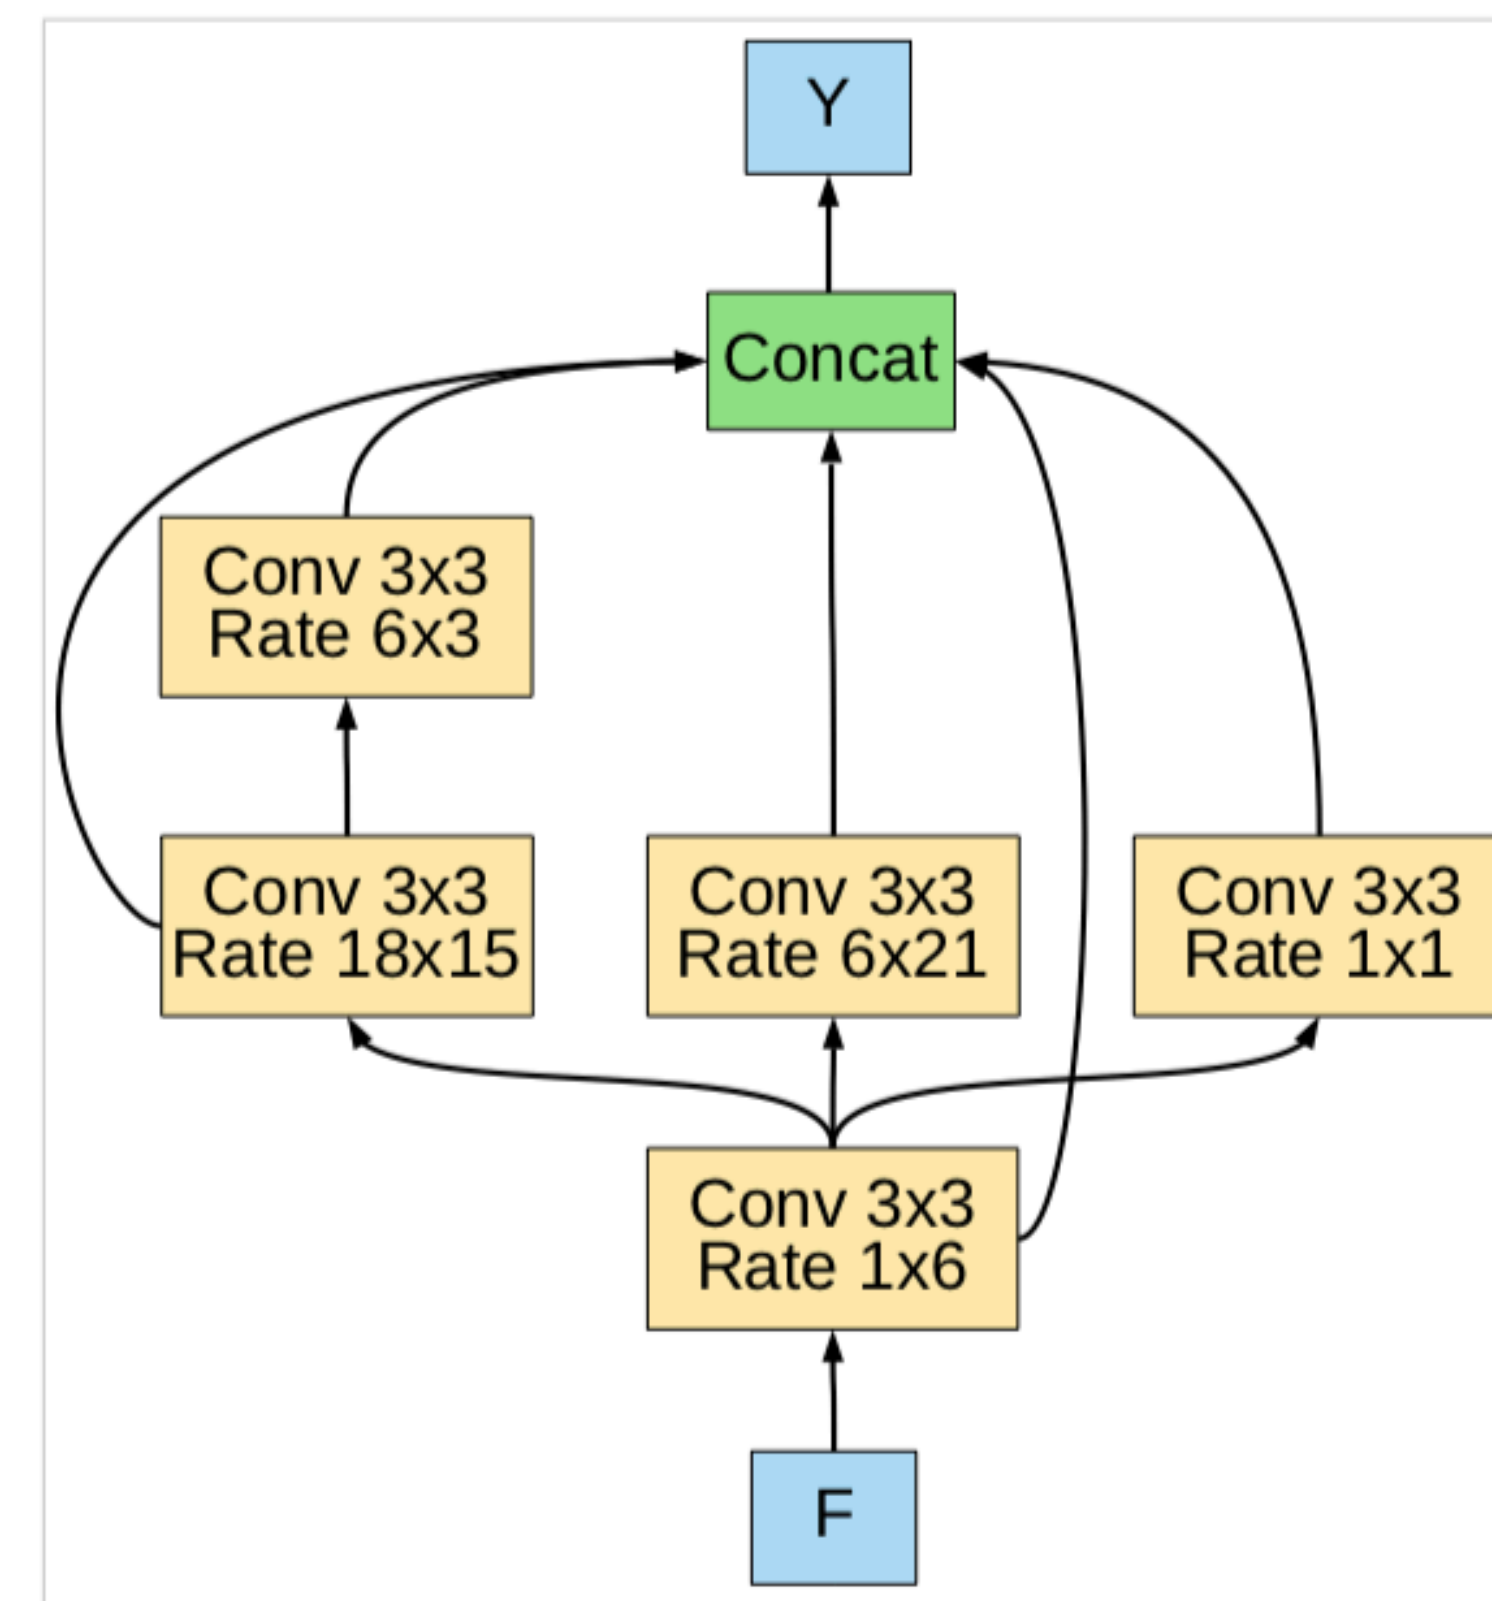 Y
Concat
Conv 3x3
Rate 6x3
Conv 3x3
Rate 18x15
Conv 3x3
Rate 6x21
Conv 3x3
Rate 1x1
Conv 3x3
Rate 1x6
F